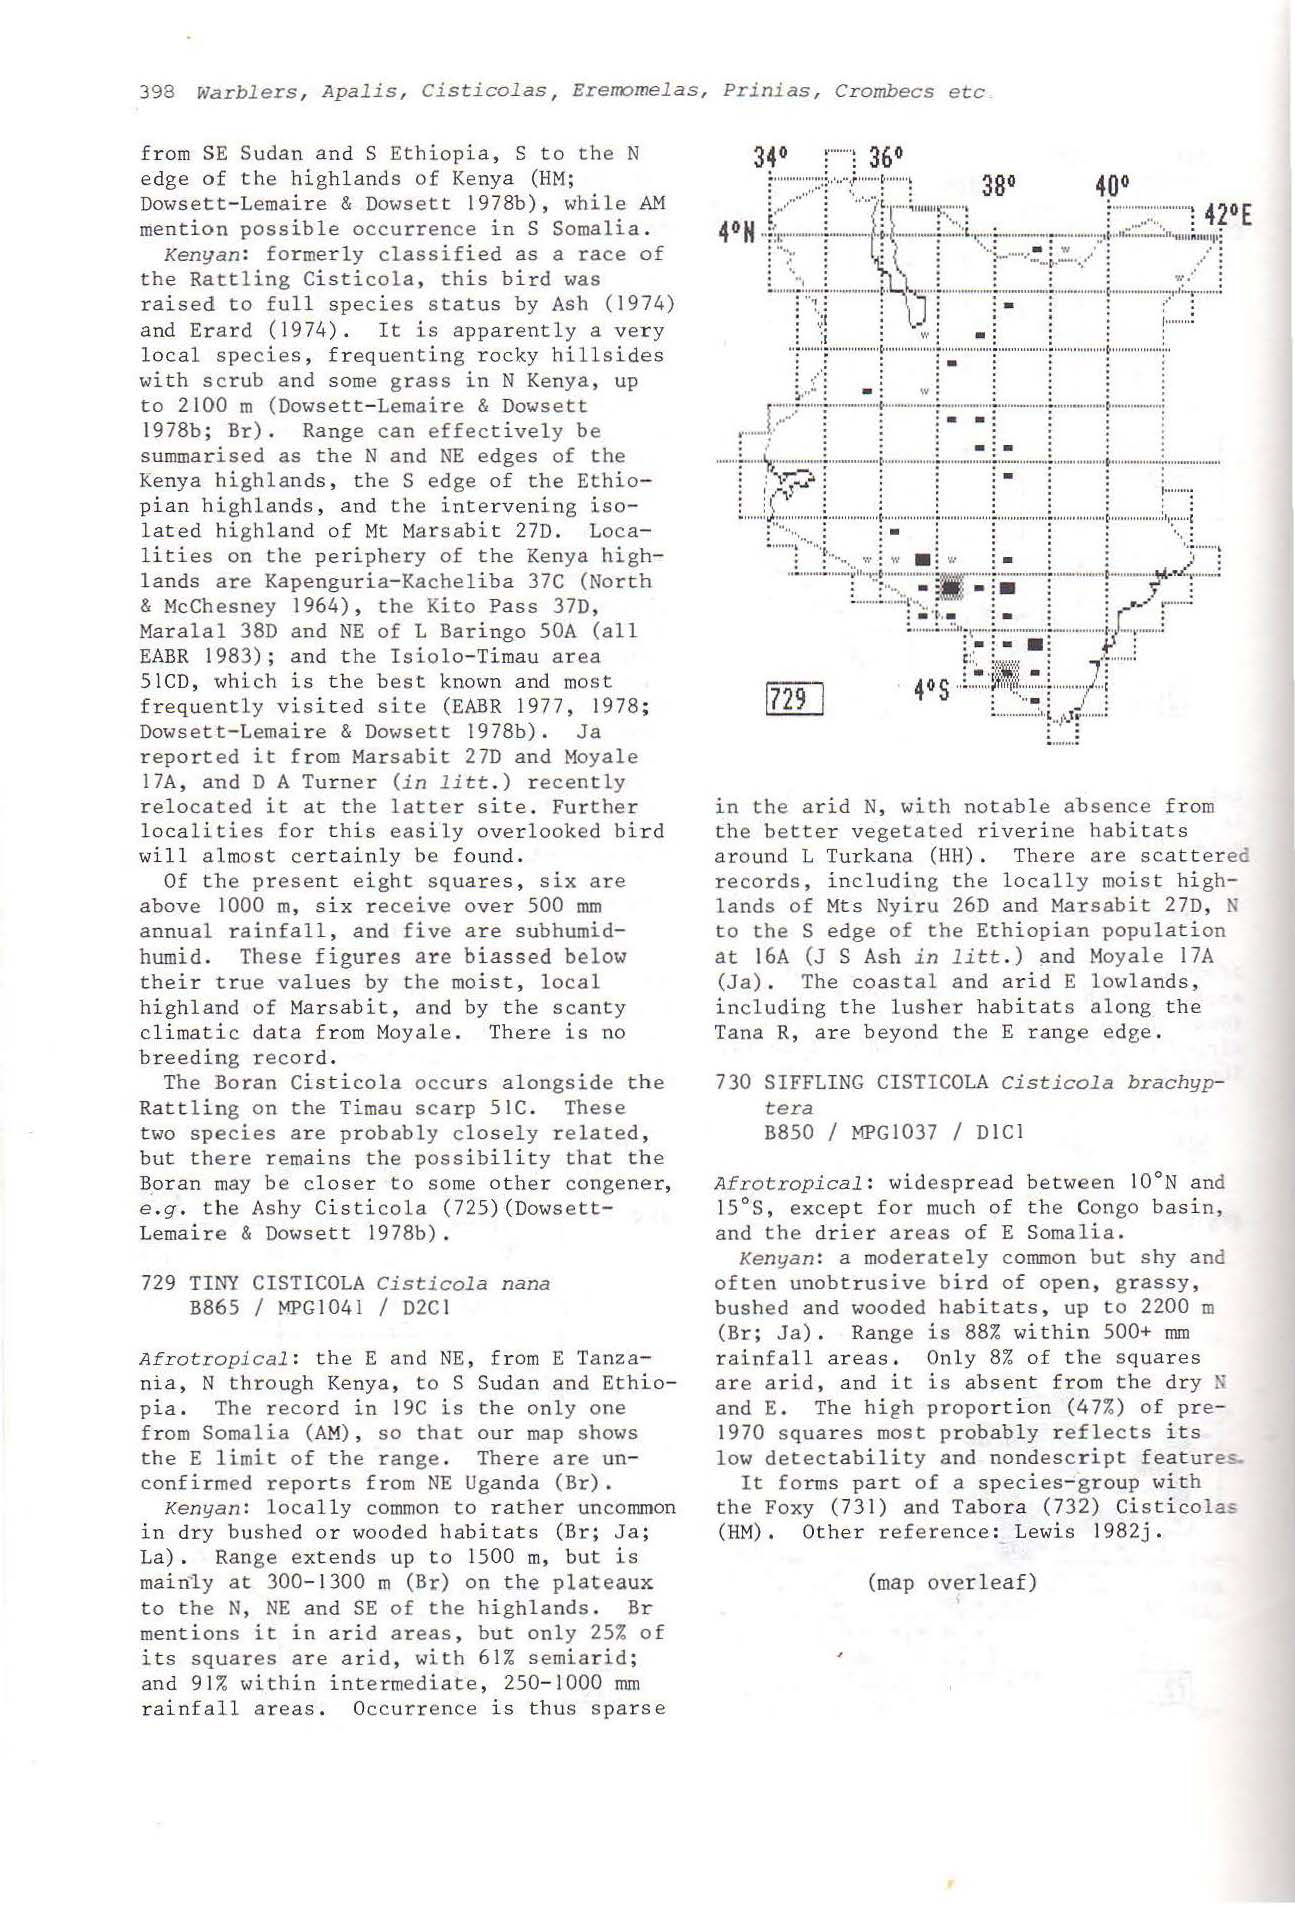 398 Warblers, Apalis, Cisticolas, Eremomelas, Prinias, Crombecs etc.
from SE Sudan and S Ethiopia, S to the N
edge of the highlands of Kenya (HM;
Dowsett-Lemaire & Dowsett 1978b), while AM
mention possible occurrence in S Somalia.
Kenyan: formerly classified as a race of
the Rattling Cisticola, this bird was
raised to full species status by Ash (1974)
and Erard (1974). It is apparently a very
local species, frequenting rocky hillsides
with scrub and some grass in N Kenya, up
to 2100 m (Dowsett-Lemaire & Dowsett
1978b; Br). Range can effectively be
summarised as the N and NE edges of the
Kenya highlands, the S edge of the Ethio-
pian highlands, and the intervening iso-
lated highland of Mt Marsabit 27D. Loca-
lities on the periphery of the Kenya high-
lands are Kapenguria-Kacheliba 37C (North
& McChesney 1964), the Kito Pass 37D,
Maralal 38D and NE of L Baringo 50A (all
EABR 1983); and the Isiolo-Timau area
51CD, which is the best known and most
frequently visited site (EABR 1977, 1978;
Dowsett-Lemaire & Dowsett 1978b). Ja
reported it from Marsabit 27D and Moyale
17A, and D A Turner (in litt.) recently
relocated it at the latter site. Further
localities for this easily overlooked bird
will almost certainly be found.
Of the present eight squares, six are
above 1000 m, six receive over 500 mm
annual rainfall, and five are subhumid-
humid. These figures are biassed below
their true values by the moist, local
highland of Marsabit, and by the scanty
climatic data from Moyale. There is no
breeding record.
The Boran Cisticola occurs alongside the
Rattling on the Timau scarp 51C. These
two species are probably closely related,
but there remains the possibility that the
Boran may be closer to some other congener,
e.g. the Ashy Cisticola (725)(Dowsett-
Lemaire & Dowsett 1978b).
729 TINY CISTICOLA Cisticola nana
B865 / MPG1041 / D2C1
Afrotropical: the E and NE, from E Tanza-
nia, N through Kenya, to S Sudan and Ethio-
pia. The record in 19C is the only one
from Somalia (AM), so that our map shows
the E limit of the range. There are un-
confirmed reports from NE Uganda (Br).
Kenyan: locally common to rather uncommon
in dry bushed or wooded habitats (Br; Ja;
La). Range extends up to 1500 m, but is
mainly at 300-1300 m (Br) on the plateaux
to the N, NE and SE of the highlands. Br
mentions it in arid areas, but only 25% of
its squares are arid, with 61% semiarid;
and 91% within intermediate, 250-1000 mm
rainfall areas. Occurrence is thus sparse
34° 36°
38° 40°
42°E
4°N
4°S
729
in the arid N, with notable absence from
the better vegetated riverine habitats
around L Turkana (HH). There are scattered
records, including the locally moist high-
lands of Mts Nyiru 26D and Marsabit 27D, N
to the S edge of the Ethiopian population
at 16A (J S Ash in litt.) and Moyale 17A
(Ja). The coastal and arid E lowlands,
including the lusher habitats along the
Tana R, are beyond the E range edge.
730 SIFFLING CISTICOLA Cisticola brachyp-
tera
B850 / MPG1037 / D1C1
Afrotropical: widespread between 10°N and
15°S, except for much of the Congo basin,
and the drier areas of E Somalia.
Kenyan: a moderately common but shy and
often unobtrusive bird of open, grassy,
bushed and wooded habitats, up to 2200 m
(Br; Ja). Range is 88% within 500+ mm
rainfall areas. Only 8% of the squares
are arid, and it is absent from the dry N
and E. The high proportion (47%) of pre-
1970 squares most probably reflects its
low detectability and nondescript features.
It forms part of a species-group with
the Foxy (731) and Tabora (732) Cisticolas
(HM). Other reference: Lewis 1982j.
(map overleaf)